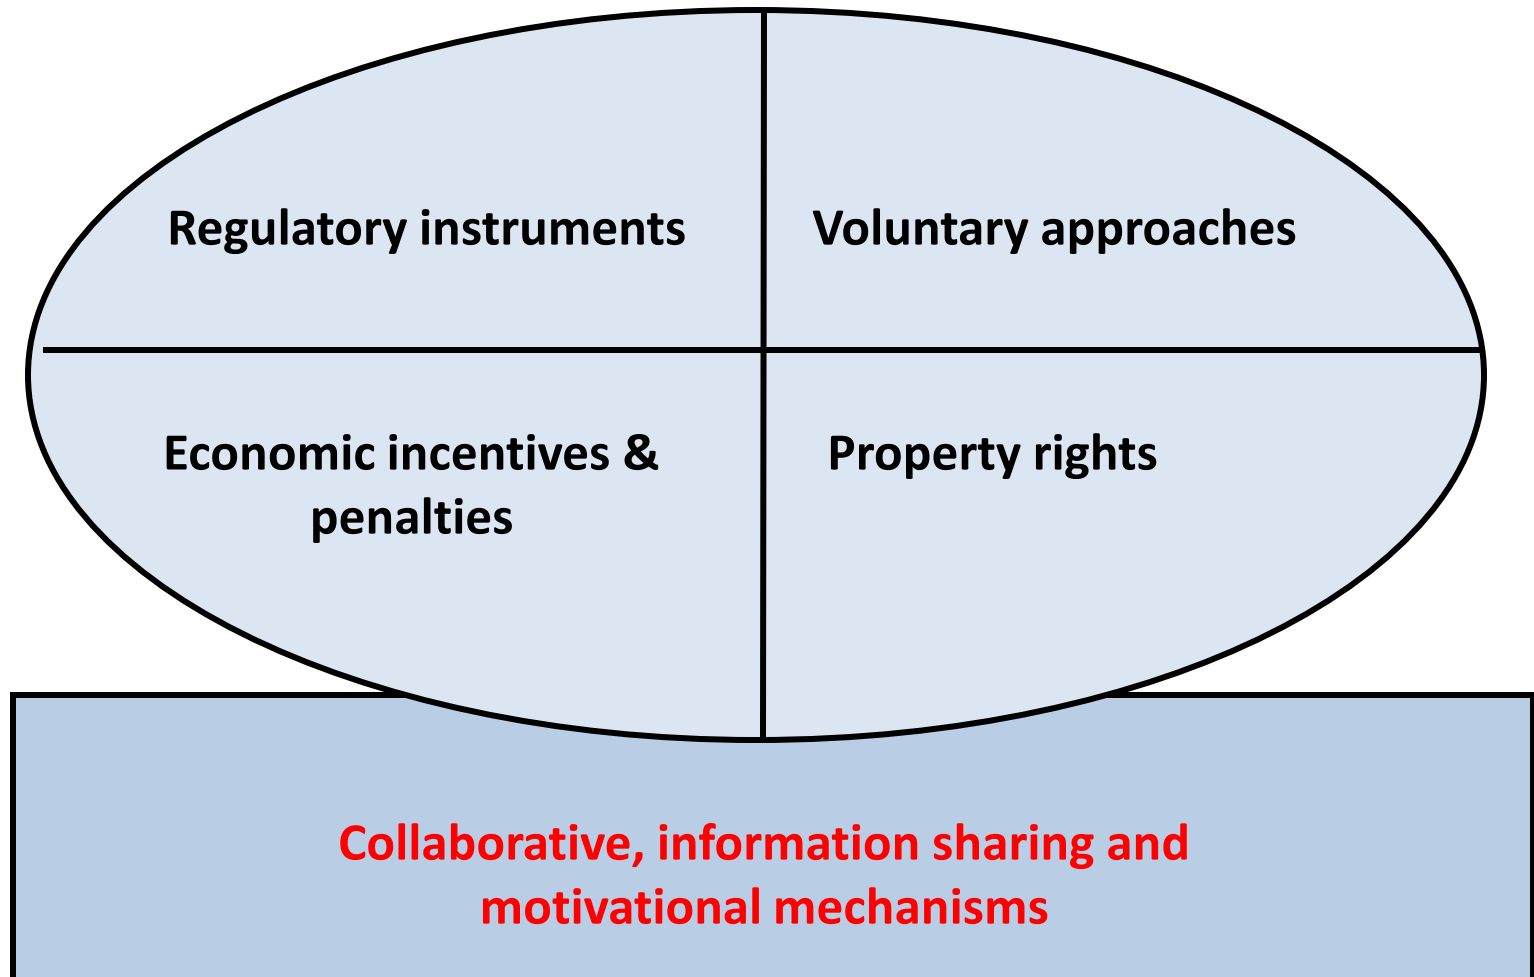 Regulatory instruments
Voluntary approaches
Economic incentives &
penalties
Property rights
Collaborative, information sharing and
motivational mechanisms